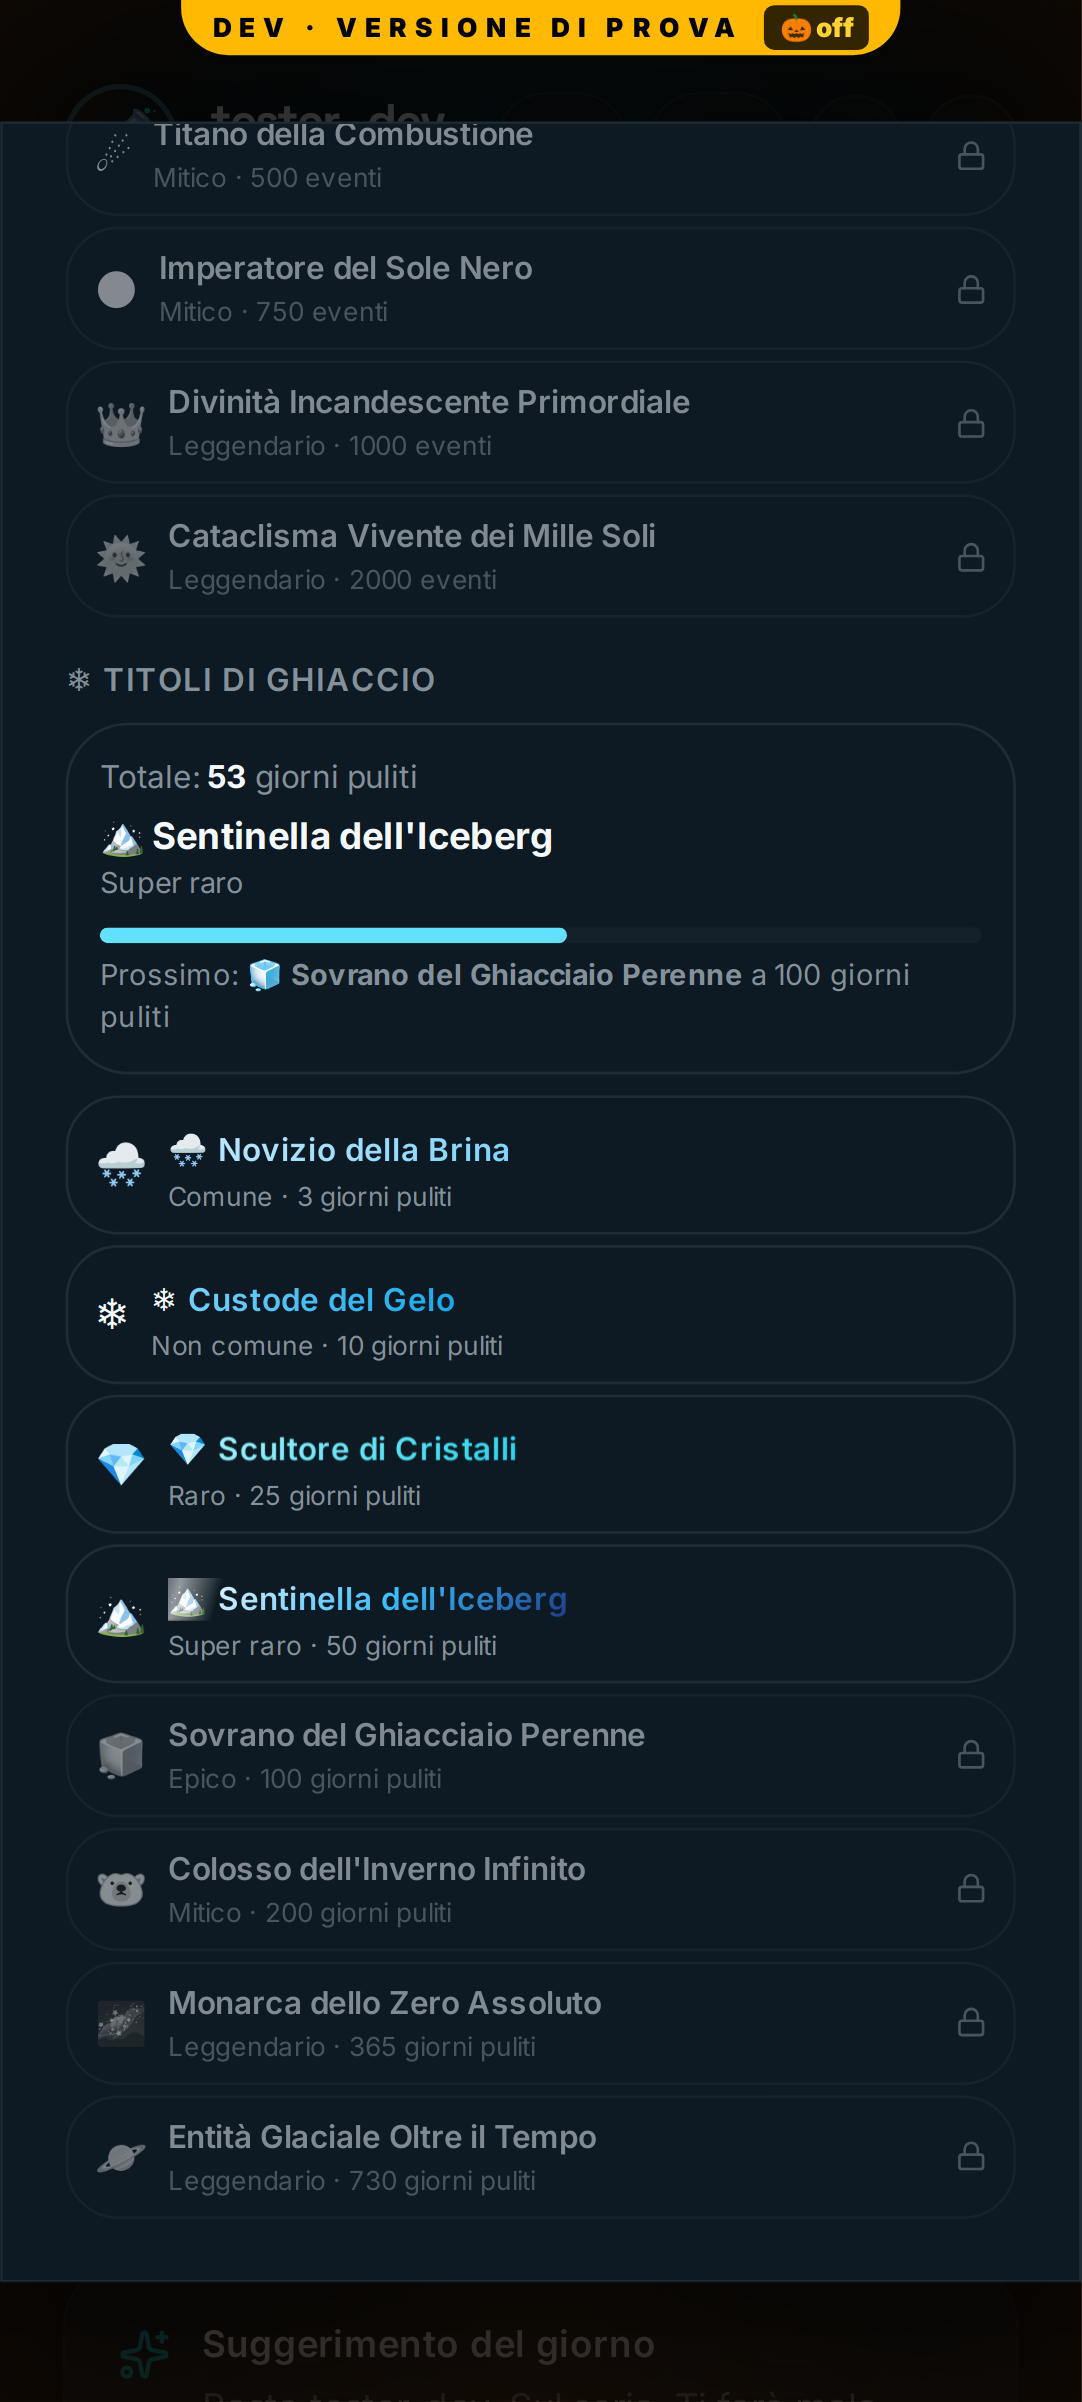 DEV · VERSIONE DI PROVA 🎃 off
tester_dev
Titano della Combustione
Mitico · 500 eventi
Imperatore del Sole Nero
Mitico · 750 eventi
Divinità Incandescente Primordiale
Leggendario · 1000 eventi
Cataclisma Vivente dei Mille Soli
Leggendario · 2000 eventi
❄ TITOLI DI GHIACCIO
Totale: 53 giorni puliti
🏔️ Sentinella dell'Iceberg
Super raro
Prossimo: 🧊 Sovrano del Ghiacciaio Perenne a 100 giorni
puliti
🌨️ Novizio della Brina
Comune · 3 giorni puliti
❄ Custode del Gelo
Non comune · 10 giorni puliti
💎 Scultore di Cristalli
Raro · 25 giorni puliti
🏔️ Sentinella dell'Iceberg
Super raro · 50 giorni puliti
Sovrano del Ghiacciaio Perenne
Epico · 100 giorni puliti
Colosso dell'Inverno Infinito
Mitico · 200 giorni puliti
Monarca dello Zero Assoluto
Leggendario · 365 giorni puliti
Entità Glaciale Oltre il Tempo
Leggendario · 730 giorni puliti
Suggerimento del giorno